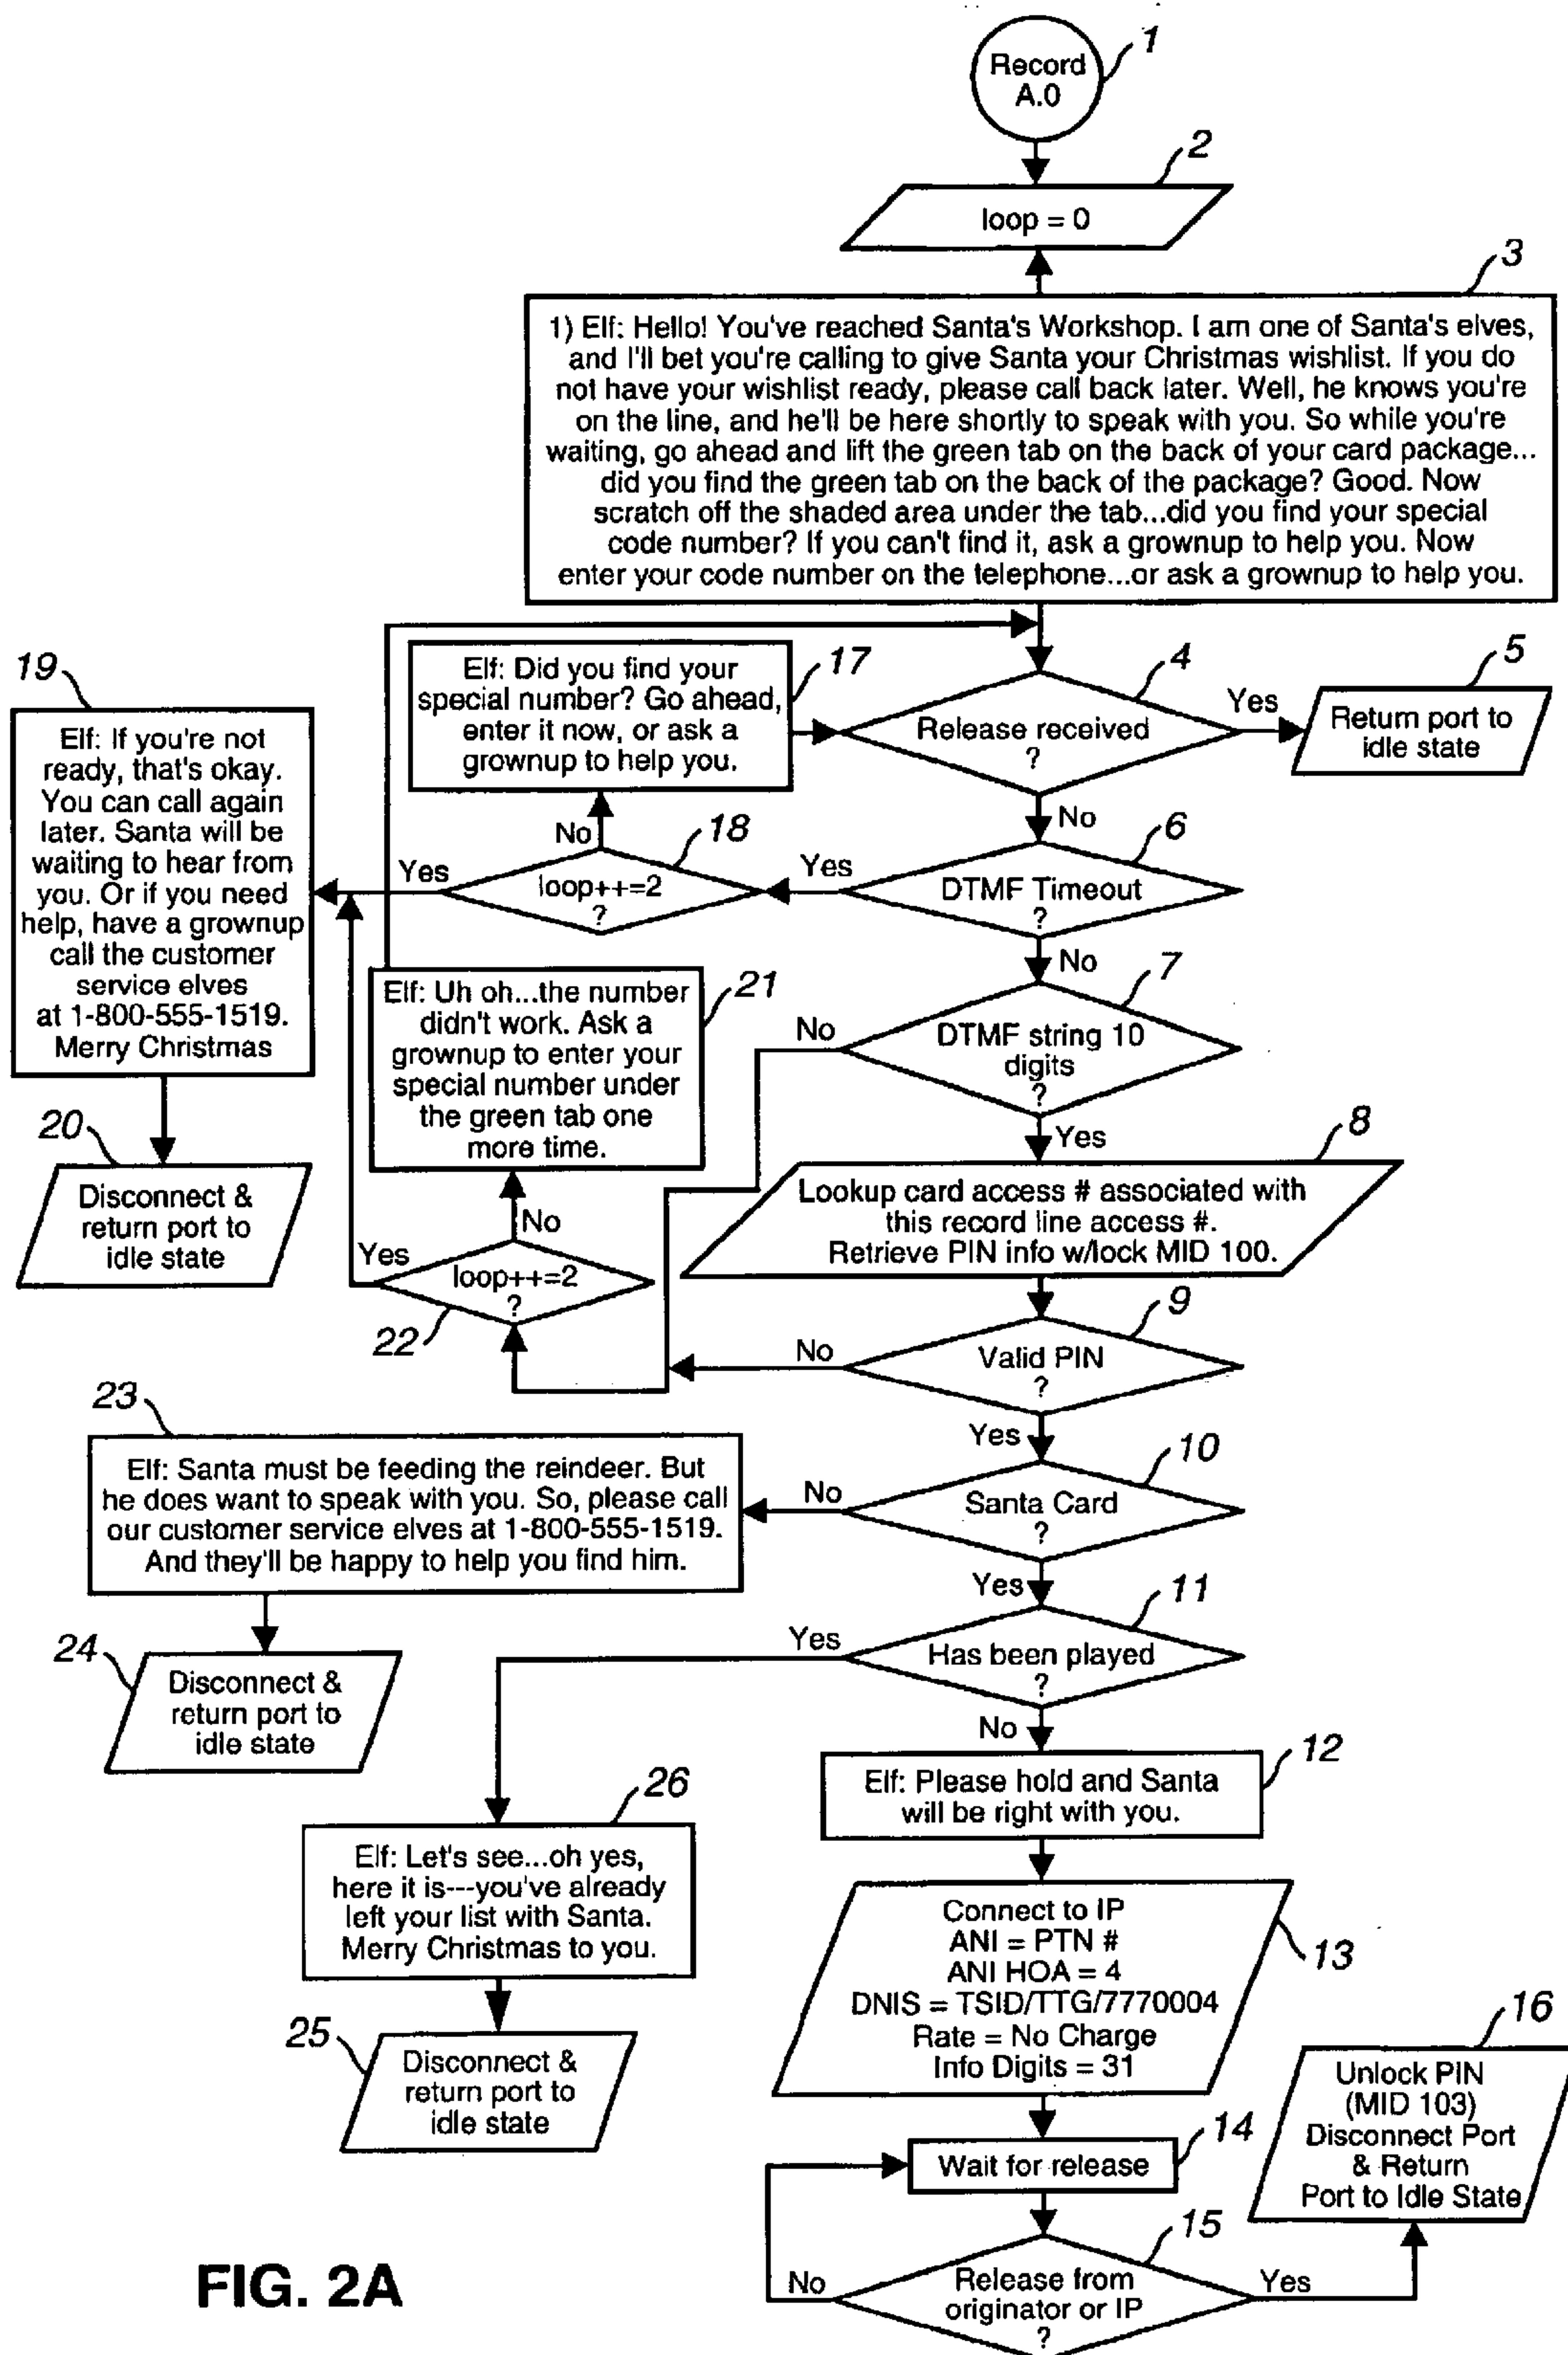 1
Record
A.0
2
loop = 0
3
1) Elf: Hello! You've reached Santa's Workshop. I am one of Santa's elves,
and I'll bet you're calling to give Santa your Christmas wishlist. If you do
not have your wishlist ready, please call back later. Well, he knows you're
on the line, and he'll be here shortly to speak with you. So while you're
waiting, go ahead and lift the green tab on the back of your card package...
did you find the green tab on the back of the package? Good. Now
scratch off the shaded area under the tab...did you find your special
code number? If you can't find it, ask a grownup to help you. Now
enter your code number on the telephone...or ask a grownup to help you.
17
Elf: Did you find your
special number? Go ahead,
enter it now, or ask a
grownup to help you.
4
Release received
?
Yes
5
Return port to
idle state
19
Elf: If you're not
ready, that's okay.
You can call again
later. Santa will be
waiting to hear from
you. Or if you need
help, have a grownup
call the customer
service elves
at 1-800-555-1519.
Merry Christmas
No
18
Yes
loop++=2
?
Yes
No
6
DTMF Timeout
?
No
7
DTMF string 10
digits
?
No
21
Elf: Uh oh...the number
didn't work. Ask a
grownup to enter your
special number under
the green tab one
more time.
Yes
8
Lookup card access # associated with
this record line access #.
Retrieve PIN info w/lock MID 100.
20
Disconnect &
return port to
idle state
No
Yes
loop++=2
?
22
9
Valid PIN
?
No
Yes
23
Elf: Santa must be feeding the reindeer. But
he does want to speak with you. So, please call
our customer service elves at 1-800-555-1519.
And they'll be happy to help you find him.
No
10
Santa Card
?
Yes
24
Disconnect &
return port to
idle state
11
Has been played
?
Yes
No
12
Elf: Please hold and Santa
will be right with you.
26
Elf: Let's see...oh yes,
here it is---you've already
left your list with Santa.
Merry Christmas to you.
13
Connect to IP
ANI = PTN #
ANI HOA = 4
DNIS = TSID/TTG/7770004
Rate = No Charge
Info Digits = 31
25
Disconnect &
return port to
idle state
16
Unlock PIN
(MID 103)
Disconnect Port
& Return
Port to Idle State
14
Wait for release
15
Release from
originator or IP
?
No
Yes
FIG. 2A